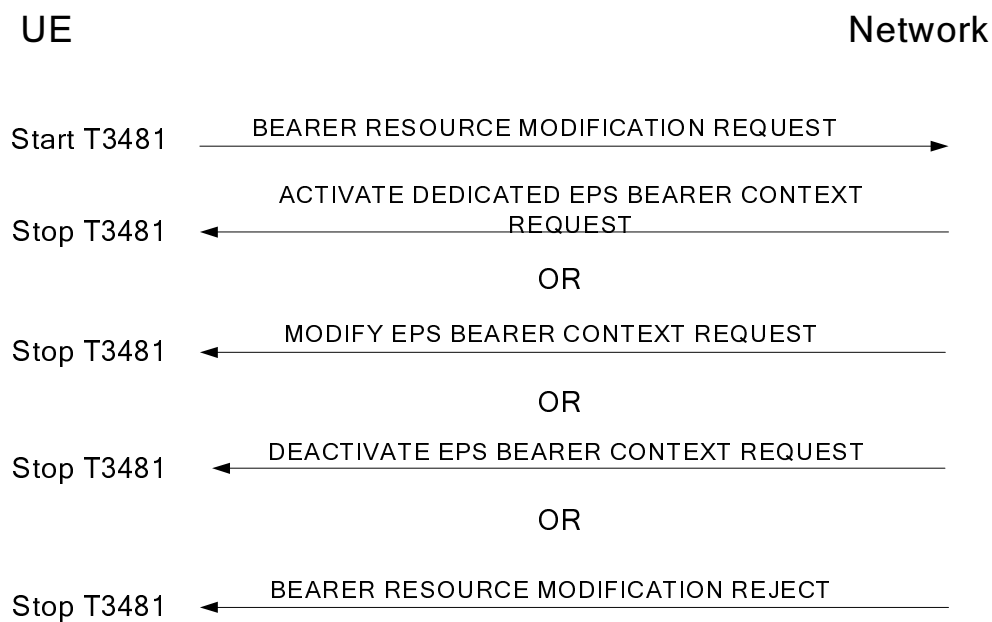 UE
Network
Start T3481
BEARER RESOURCE MODIFICATION REQUEST
ACTIVATE DEDICATED EPS BEARER CONTEXT
REQUEST
Stop T3481
OR
MODIFY EPS BEARER CONTEXT REQUEST
Stop T3481
OR
DEACTIVATE EPS BEARER CONTEXT REQUEST
Stop T3481
OR
BEARER RESOURCE MODIFICATION REJECT
Stop T3481